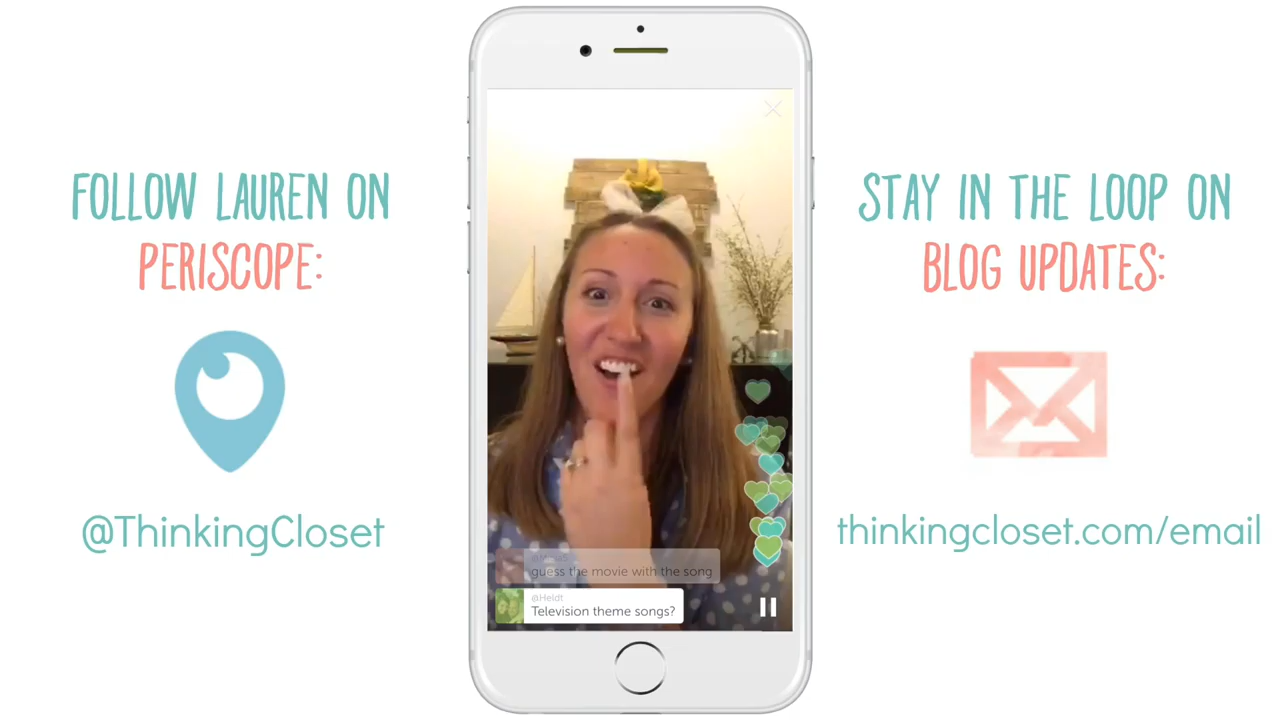 FOLLOW LAUREN ON
PERISCOPE:
@ThinkingCloset
guess the movie with the song
@Heldt
Television theme songs?
STAY IN THE LOOP ON
BLOG UPDATES:
thinkingcloset.com/email